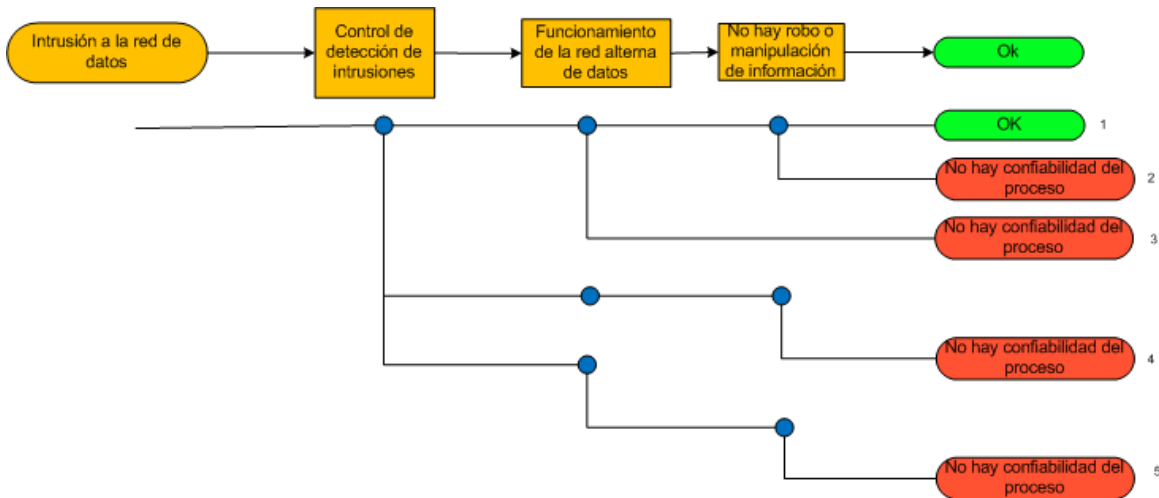 Intrusión a la red de
datos
Control de
detección de
intrusiones
Funcionamiento
de la red alterna
de datos
No hay robo o
manipulación
de información
Ok
OK
1
No hay confiabilidad del
proceso
2
No hay confiabilidad del
proceso
3
No hay confiabilidad del
proceso
4
No hay confiabilidad del
proceso
5